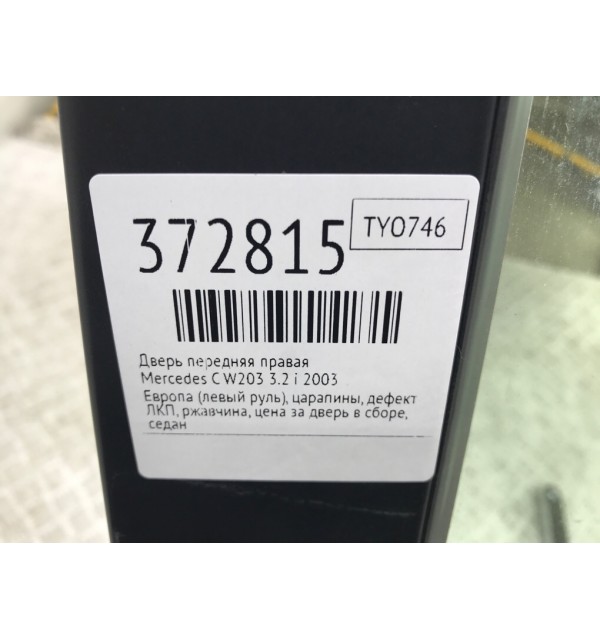 372815
TYO746
Дверь передняя правая
Mercedes C W203 3.2 i 2003
Европа (левый руль), царапины, дефект
ЛКП, ржавчина, цена за дверь в сборе,
седан